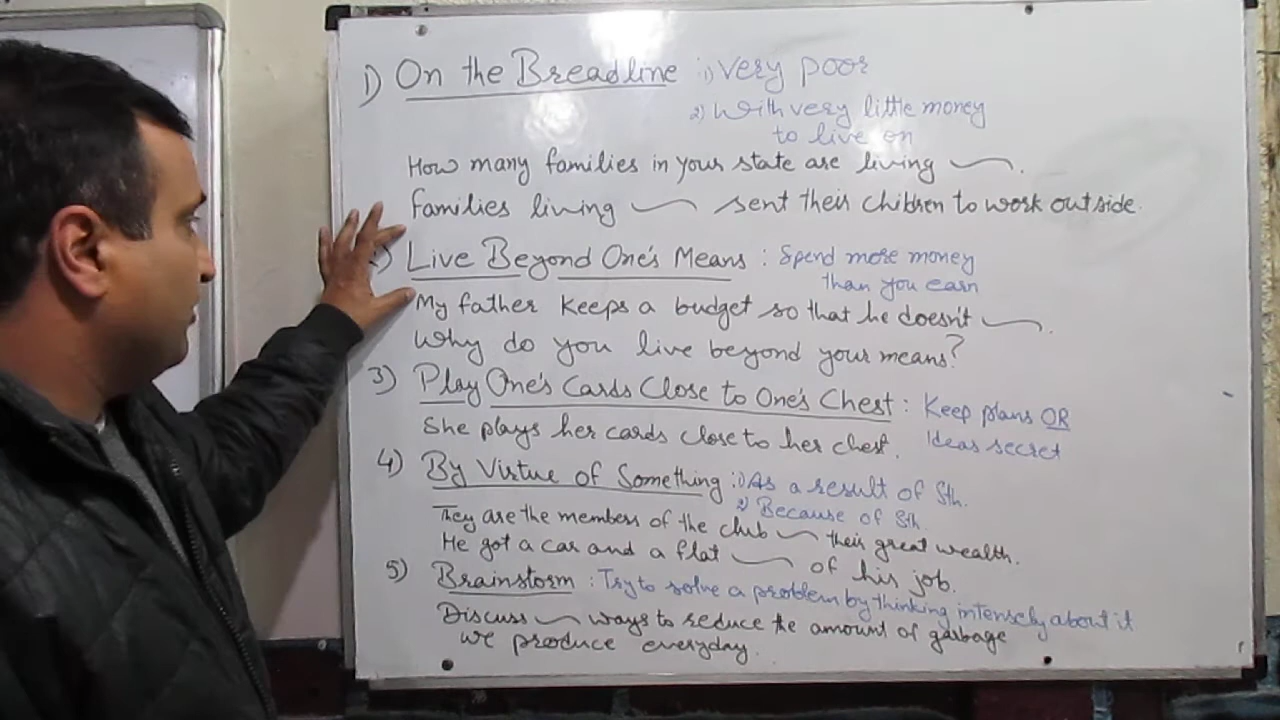 1) On the Breadline : 1) Very poor
2) With very little money
to live on
How many families in your state are living ___.
families living ___ sent their children to work outside.
) Live Beyond One's Means : Spend more money
than you earn
My father keeps a budget so that he doesn't ___.
Why do you live beyond your means?
3) Play One's Cards Close to One's Chest : Keep plans OR
Ideas secret
She plays her cards close to her chest.
4) By Virtue of Something : 1) As a result of Sth.
2) Because of Sth.
They are the members of the club ___ their great wealth.
He got a car and a flat ___ of his job.
5) Brainstorm : Try to solve a problem by thinking intensely about it
Discuss ___ ways to reduce the amount of garbage
we produce everyday.